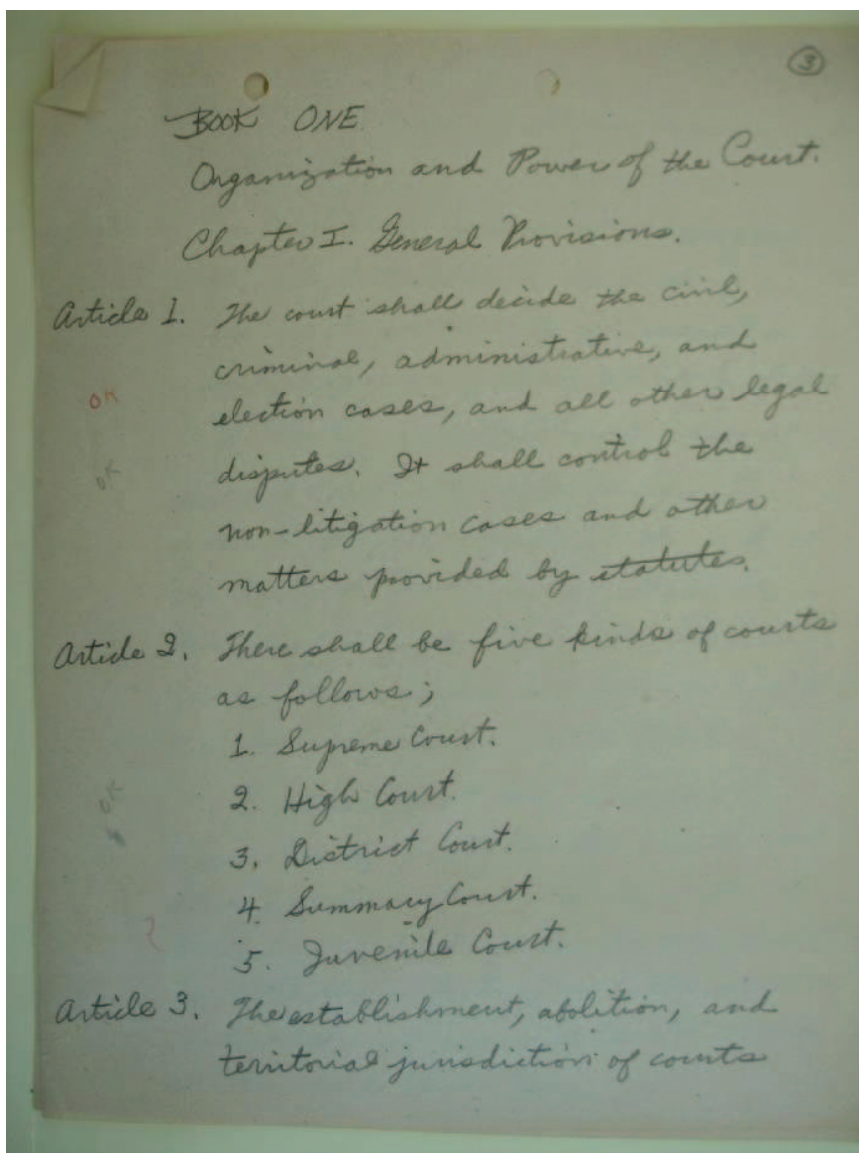 3
BOOK ONE
Organization and Power of the Court.
Chapter I. General Provisions.
Article 1. The court shall decide the civil,
criminal, administrative, and
OK
election cases, and all other legal
OK
disputes. It shall control the
non-litigation cases and other
matters provided by statutes.
Article 2. There shall be five kinds of courts
as follows;
1. Supreme Court.
OK
2. High Court.
3. District Court.
4. Summary Court.
?
5. Juvenile Court.
Article 3. The establishment, abolition, and
territorial jurisdiction of courts